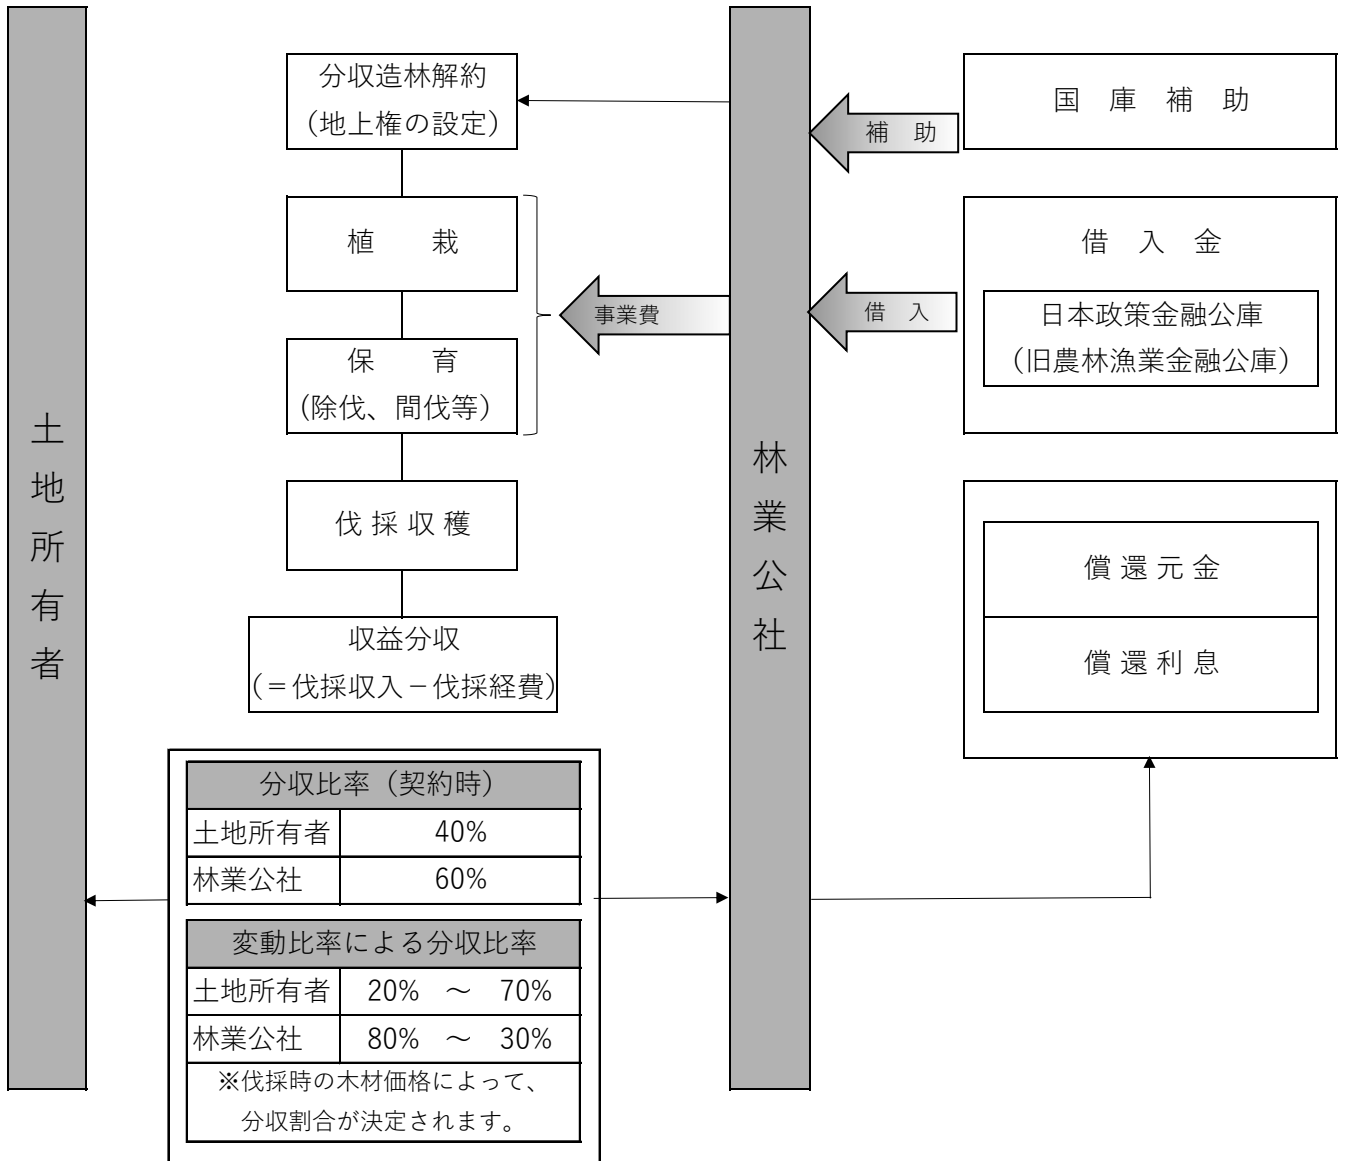 土地所有者
分収造林解約
（地上権の設定）
植　　栽
保　　育
（除伐、間伐等）
伐採収穫
収益分収
（＝伐採収入－伐採経費）
事業費
林業公社
補　助
国　庫　補　助
借　入
借　入　金
日本政策金融公庫
（旧農林漁業金融公庫）
償還元金
償還利息
分収比率（契約時）
土地所有者　40%
林業公社　60%
変動比率による分収比率
土地所有者　20%　～　70%
林業公社　80%　～　30%
※伐採時の木材価格によって、
分収割合が決定されます。